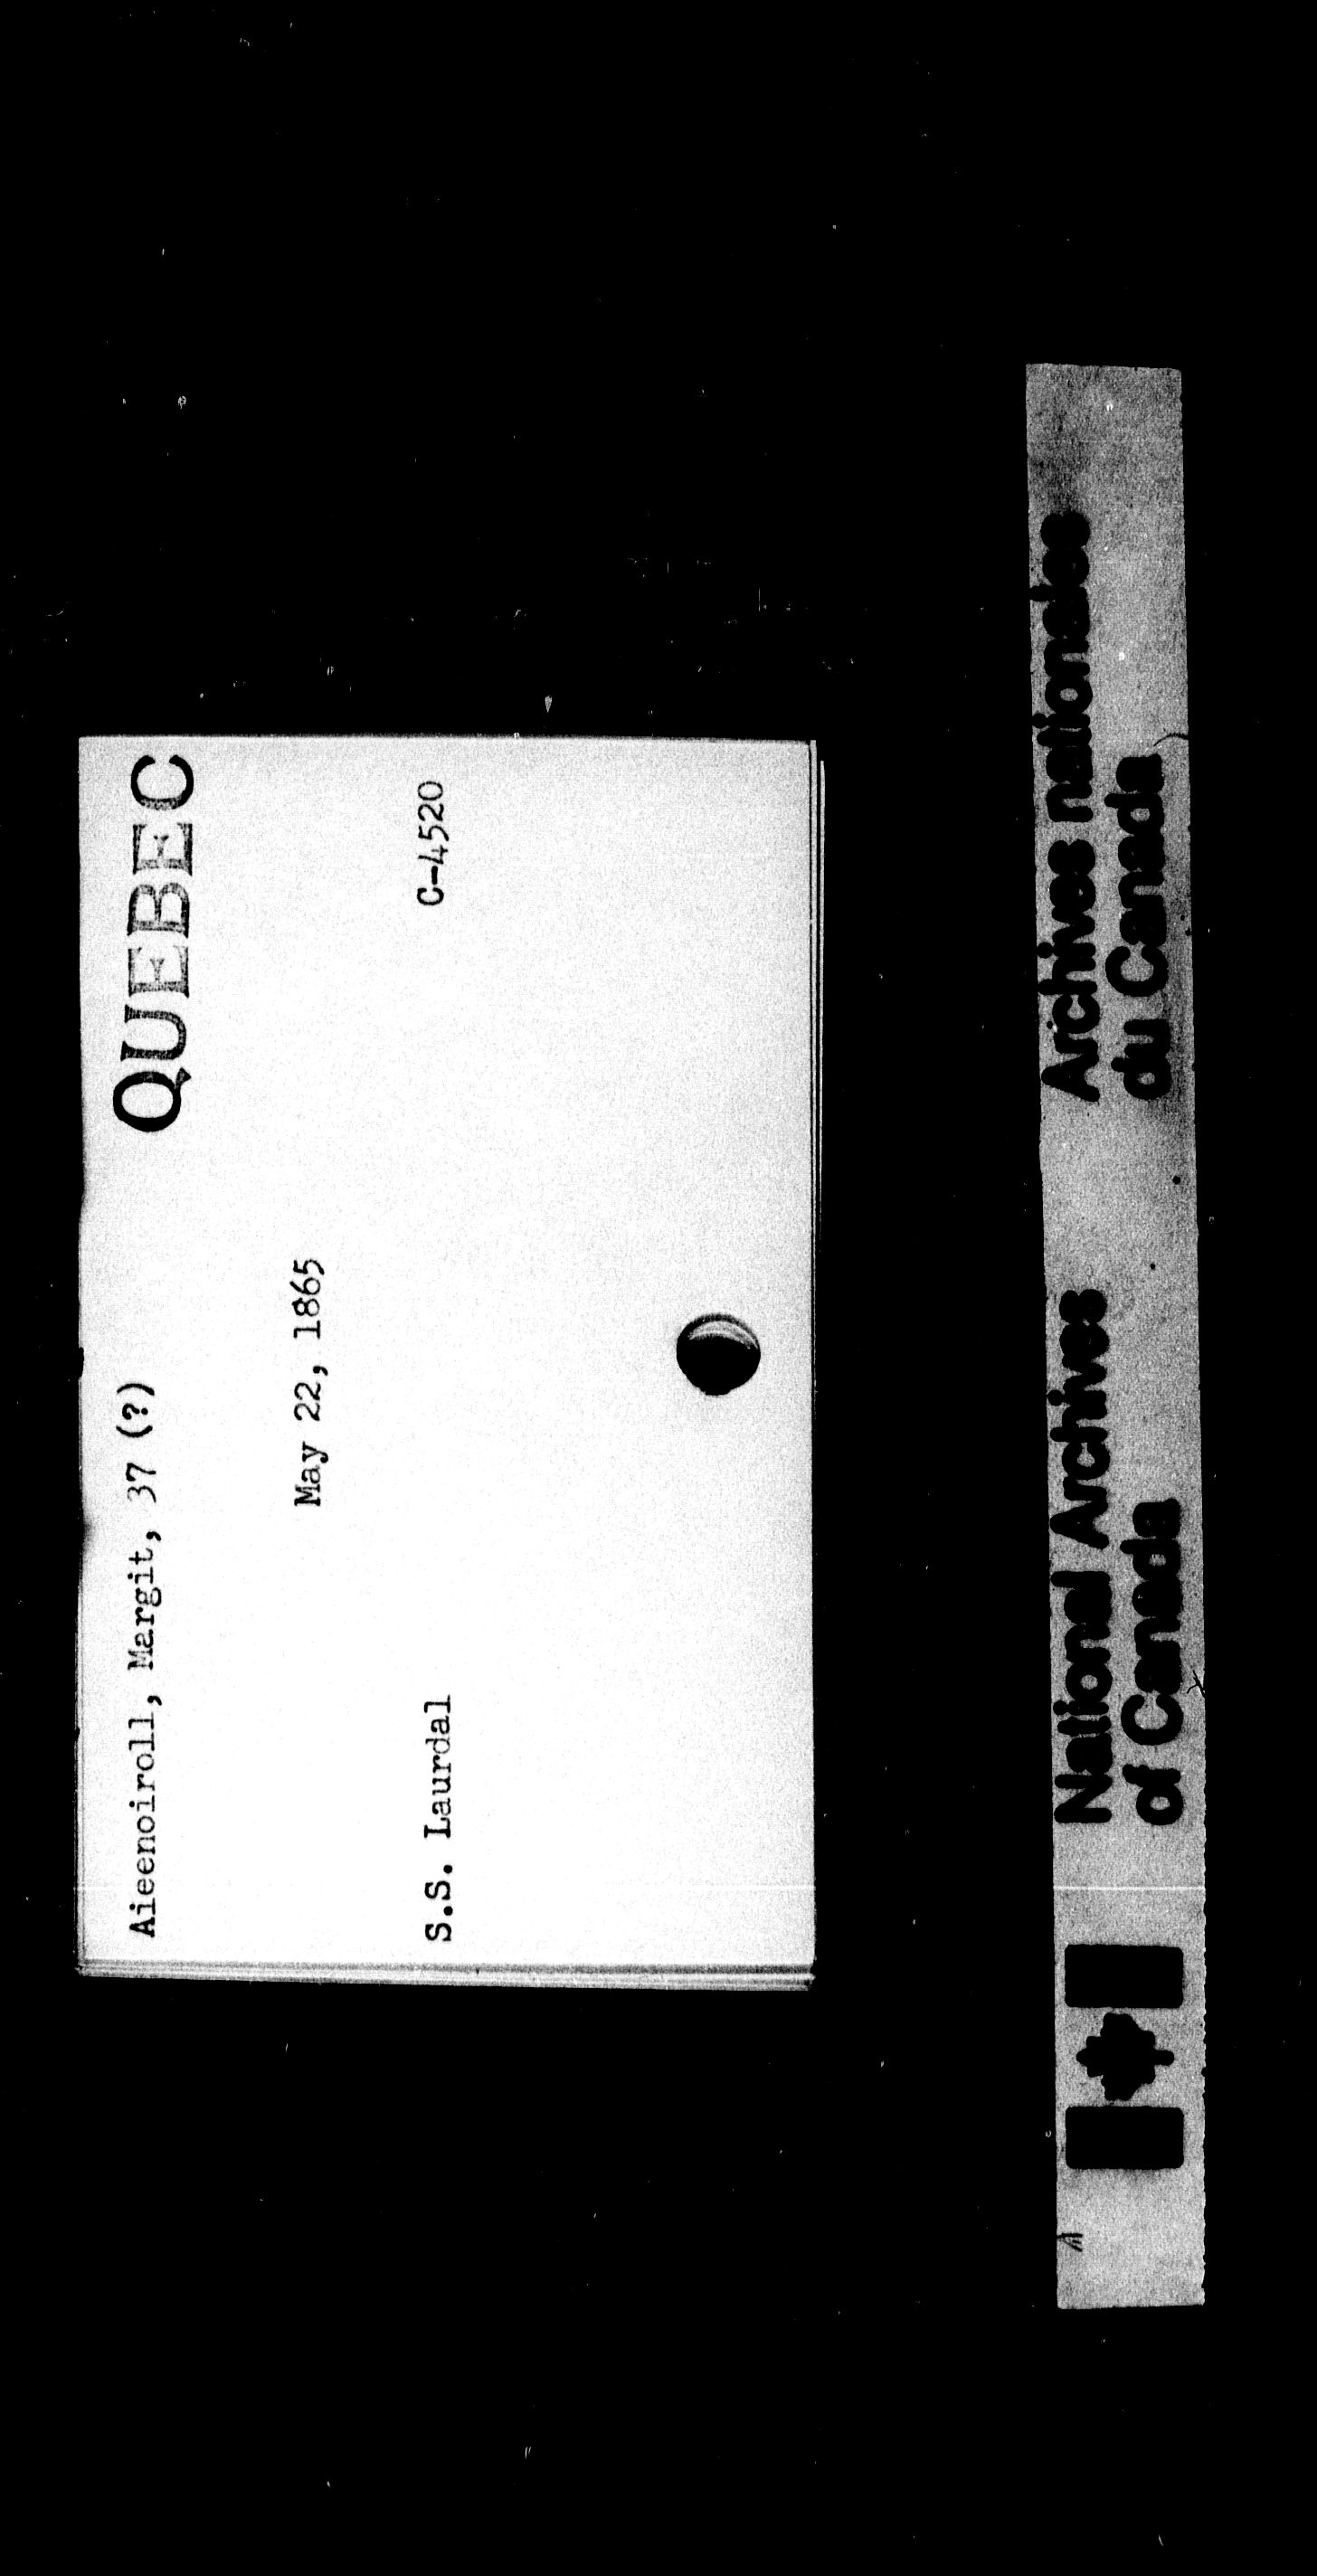 Aieenoiroll, Margit, 37 (?) QUEBEC
May 22, 1865
S.S. Laurdal C-4520
National Archives
of Canada
Archives nationales
du Canada